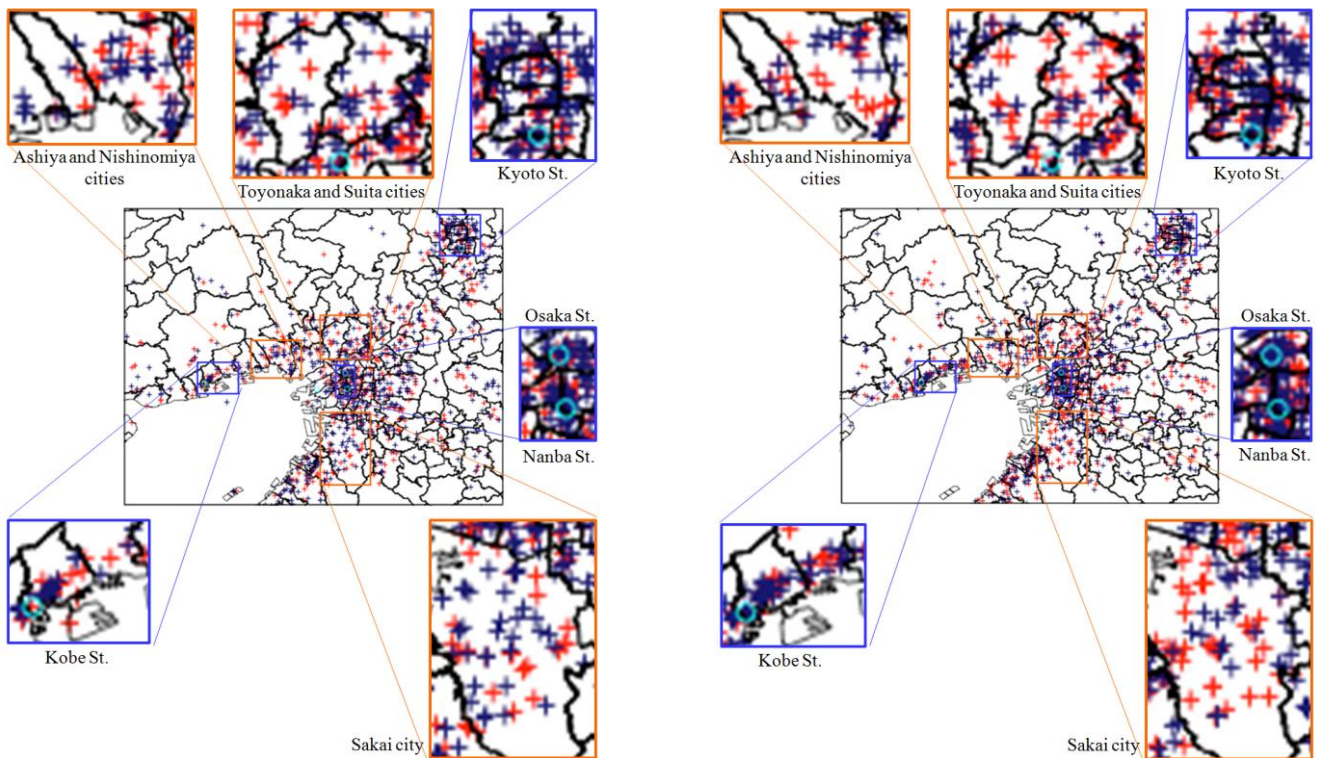 Ashiya and Nishinomiya
cities
Toyonaka and Suita cities
Kyoto St.
Osaka St.
Nanba St.
Kobe St.
Sakai city
Ashiya and Nishinomiya
cities
Toyonaka and Suita cities
Kyoto St.
Osaka St.
Nanba St.
Kobe St.
Sakai city